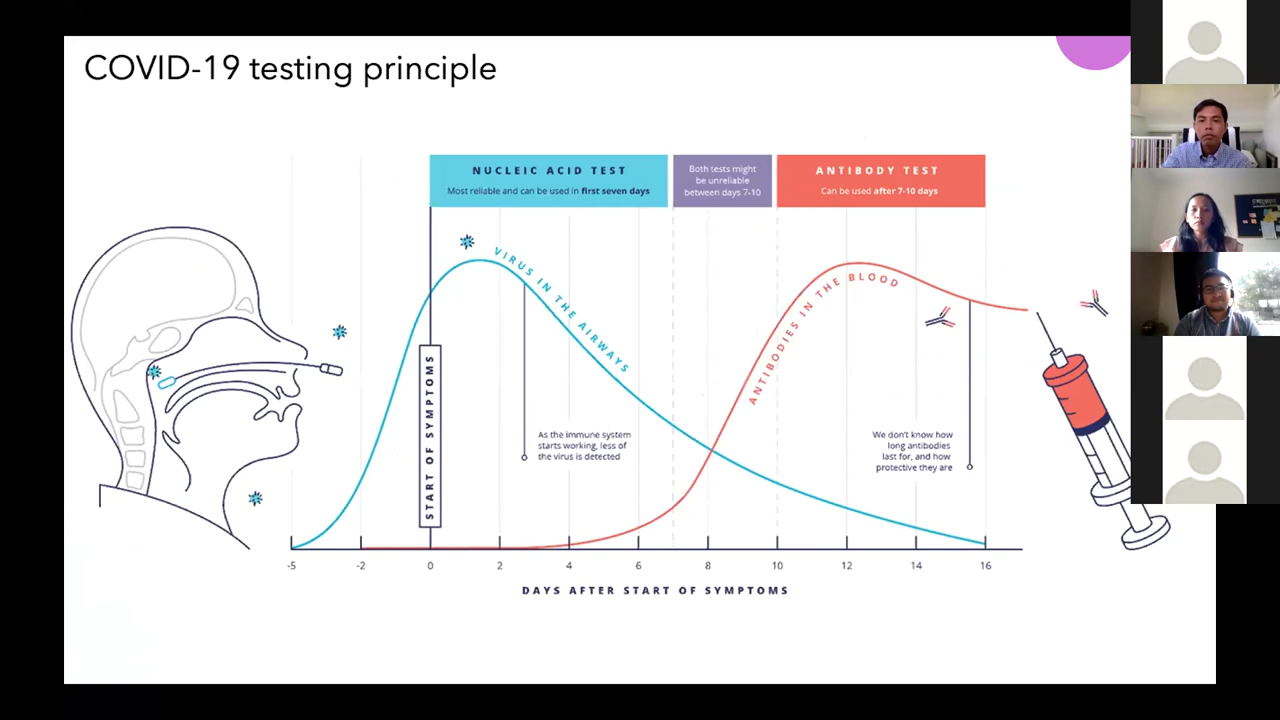 COVID-19 testing principle
NUCLEIC ACID TEST
Most reliable and can be used in first seven days
Both tests might
be unreliable
between days 7-10
ANTIBODY TEST
Can be used after 7-10 days
VIRUS IN THE AIRWAYS
ANTIBODIES IN THE BLOOD
START OF SYMPTOMS
As the immune system
starts working, less of
the virus is detected
We don't know how
long antibodies
last for, and how
protective they are
-5 -2 0 2 4 6 8 10 12 14 16
DAYS AFTER START OF SYMPTOMS